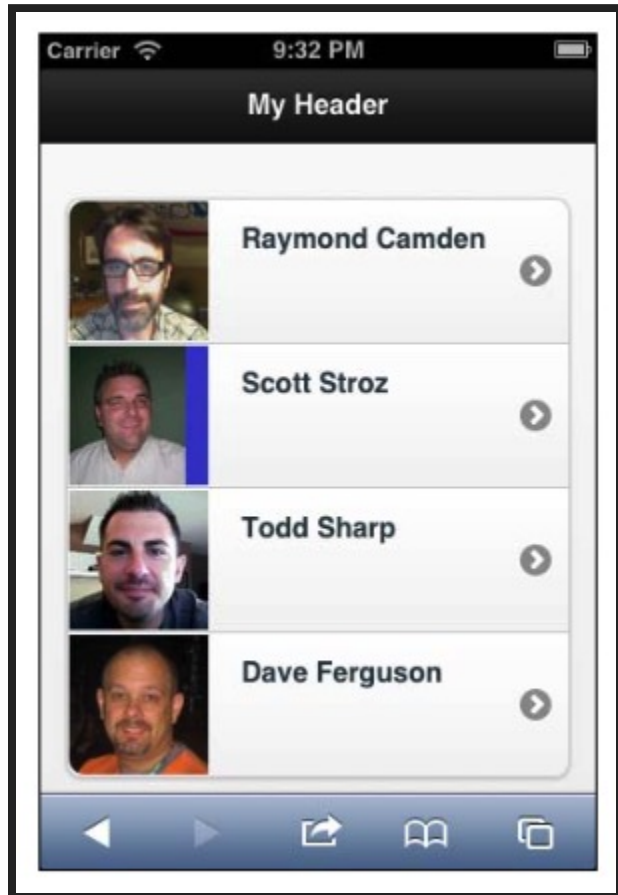 Carrier 9:32 PM
My Header
Raymond Camden
Scott Stroz
Todd Sharp
Dave Ferguson